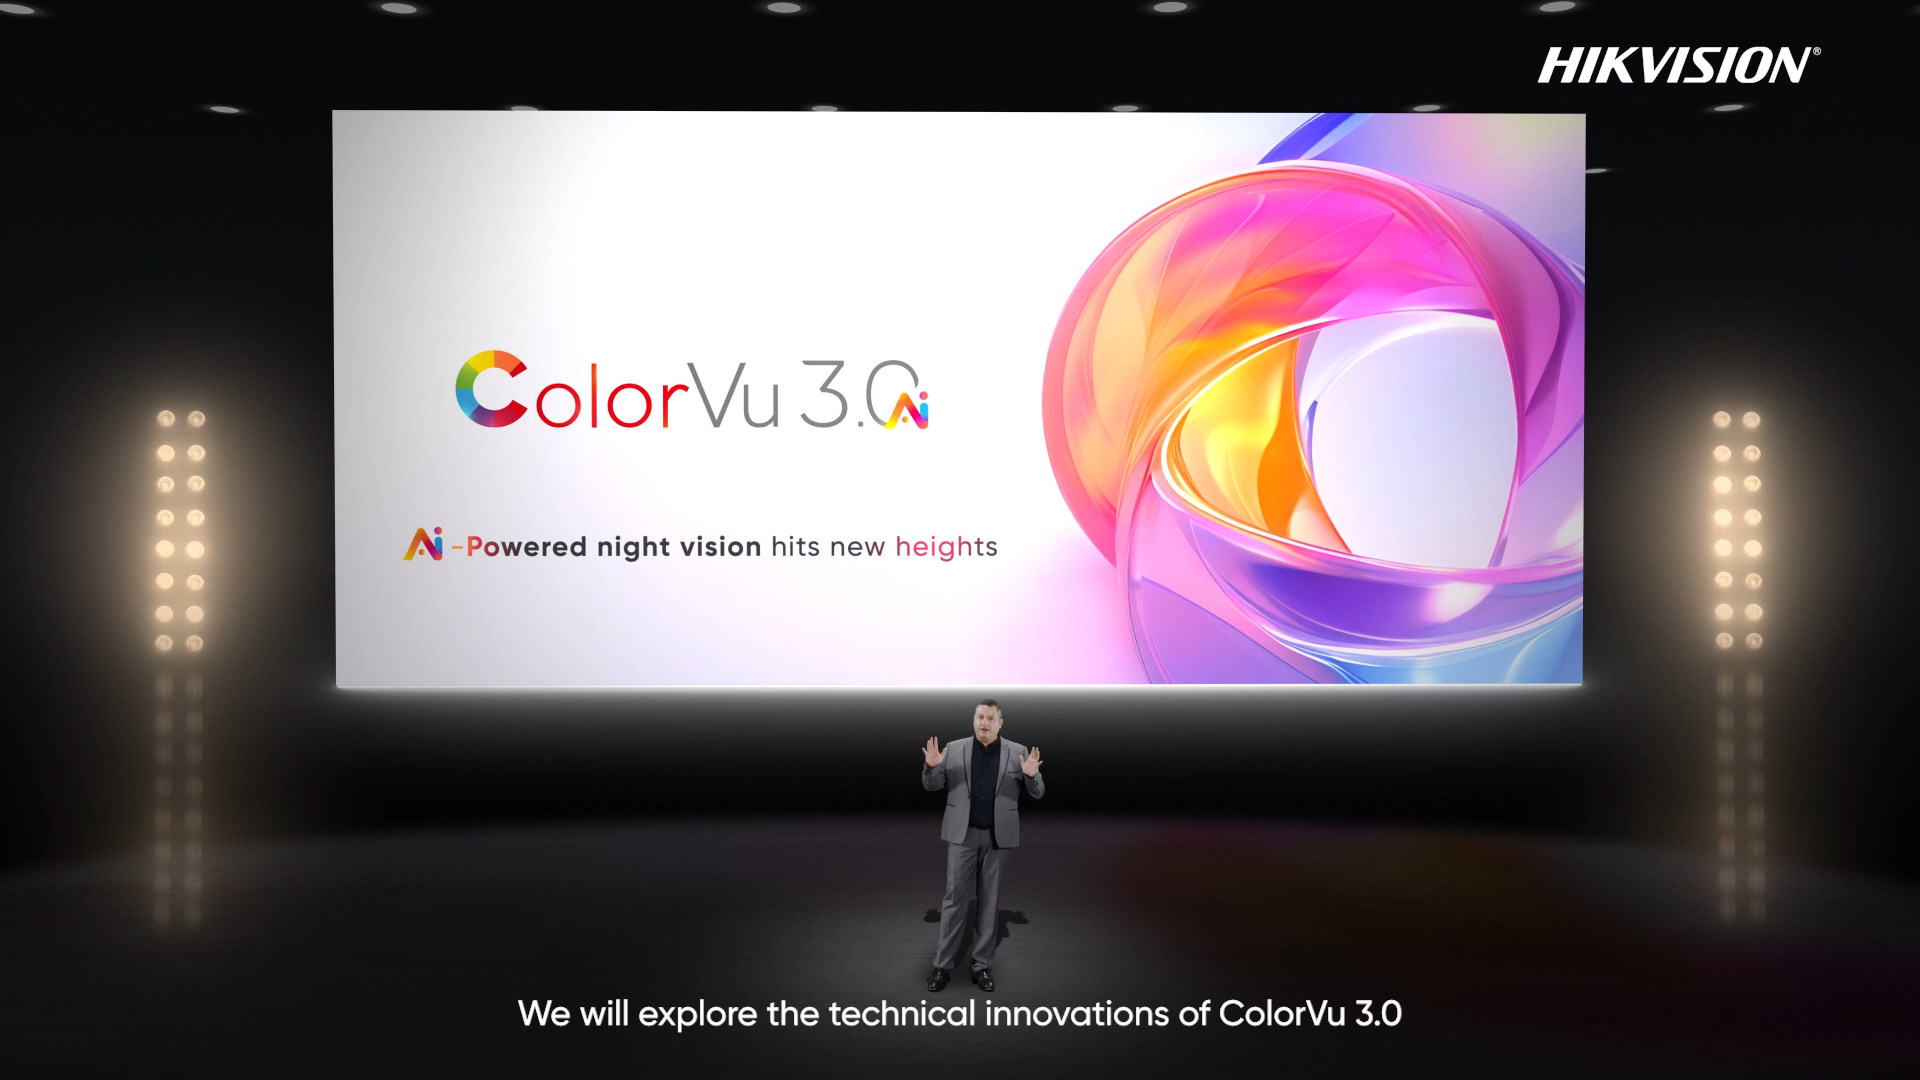 HIKVISION®
ColorVu 3.0 Ai
Ai-Powered night vision hits new heights
We will explore the technical innovations of ColorVu 3.0